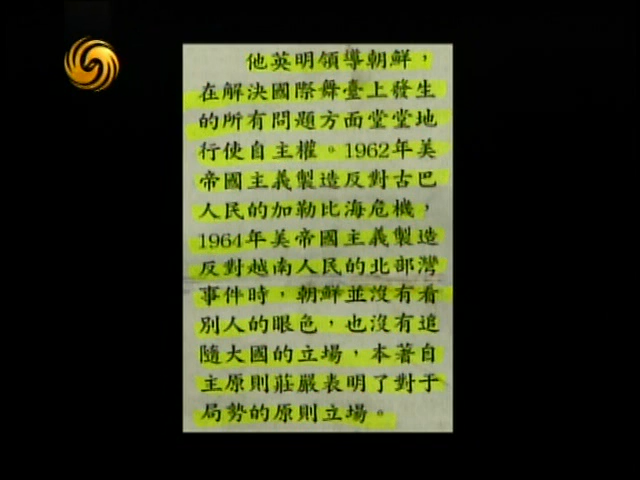 他英明領導朝鮮，
在解決國際舞臺上發生
的所有問題方面堂堂地
行使自主權。1962年美
帝國主義製造反對古巴
人民的加勒比海危機，
1964年美帝國主義製造
反對越南人民的北部灣
事件時，朝鮮並沒有看
別人的眼色，也沒有追
隨大國的立場，本著自
主原則莊嚴表明了對于
局勢的原則立場。